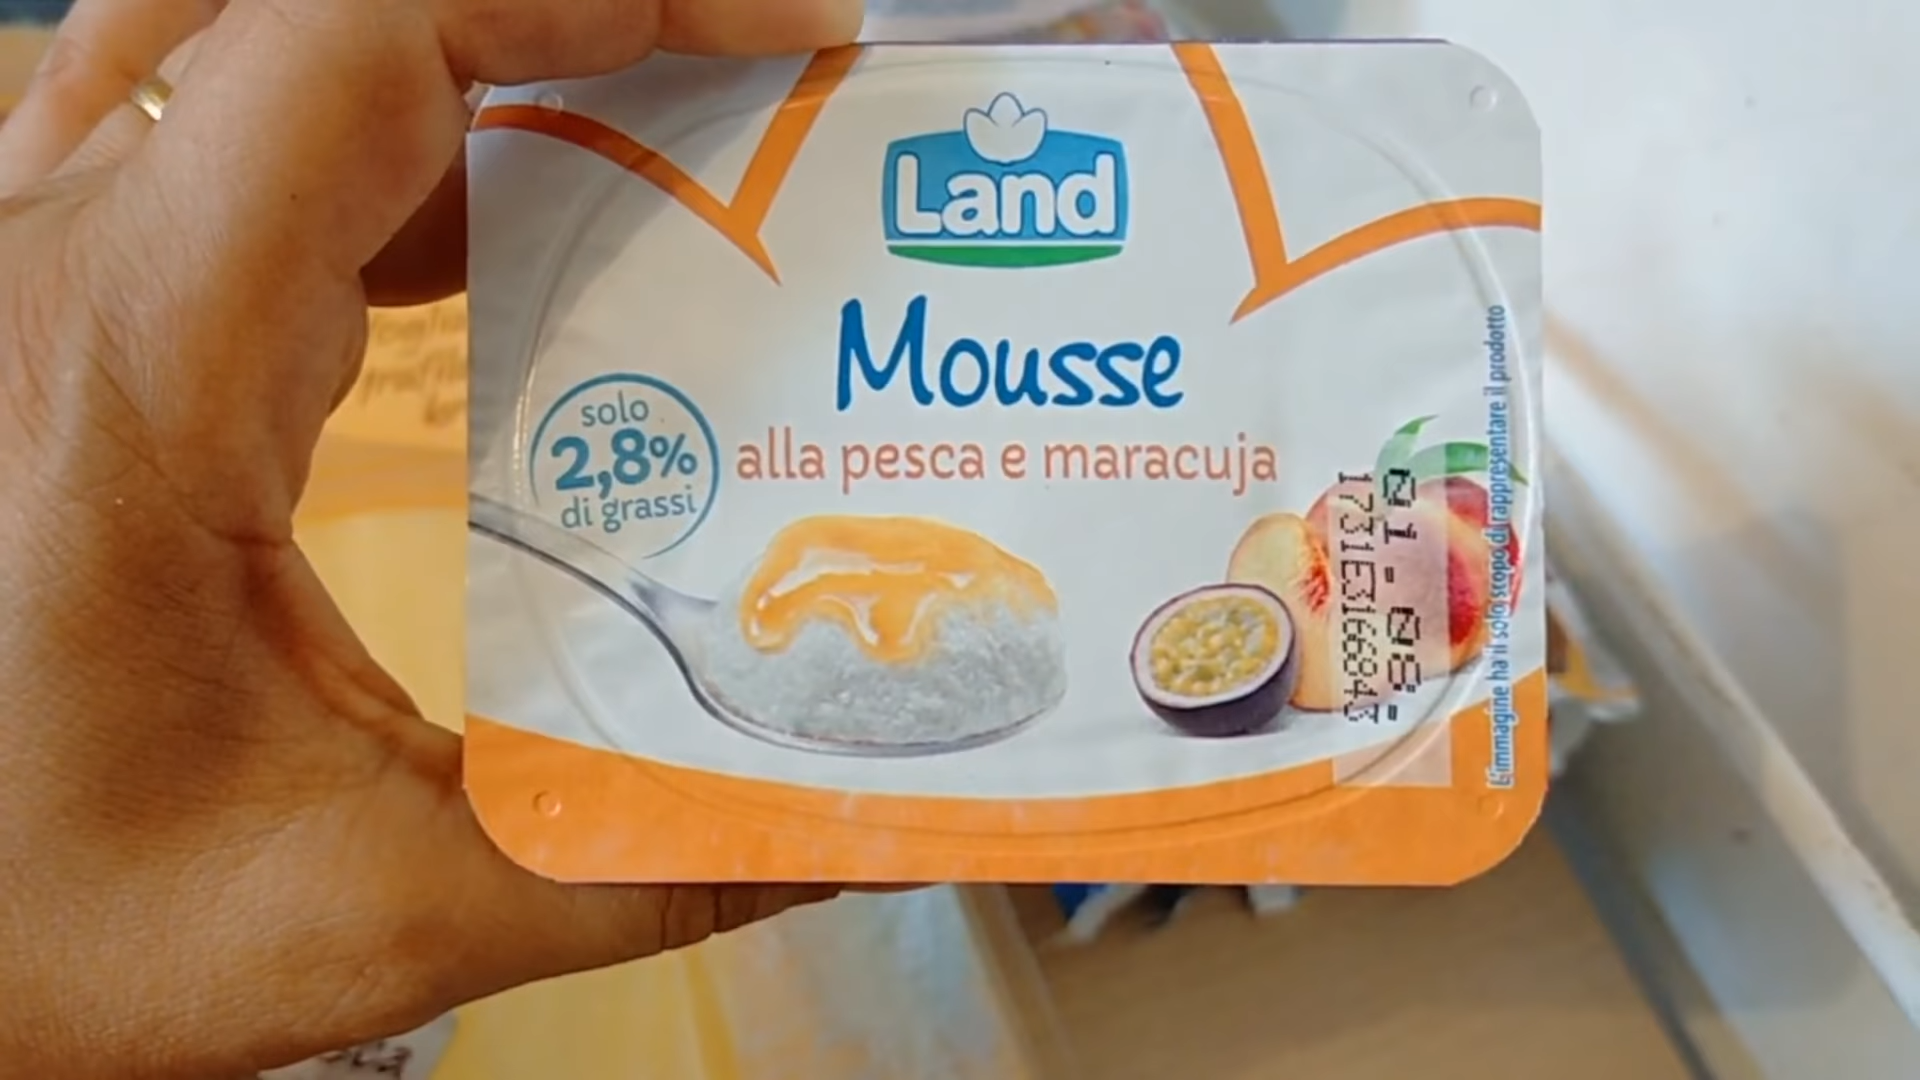 Land
Mousse
alla pesca e maracuja
solo
2,8%
di grassi
01-08-
1731E3166843
L'immagine ha il solo scopo di rappresentare il prodotto